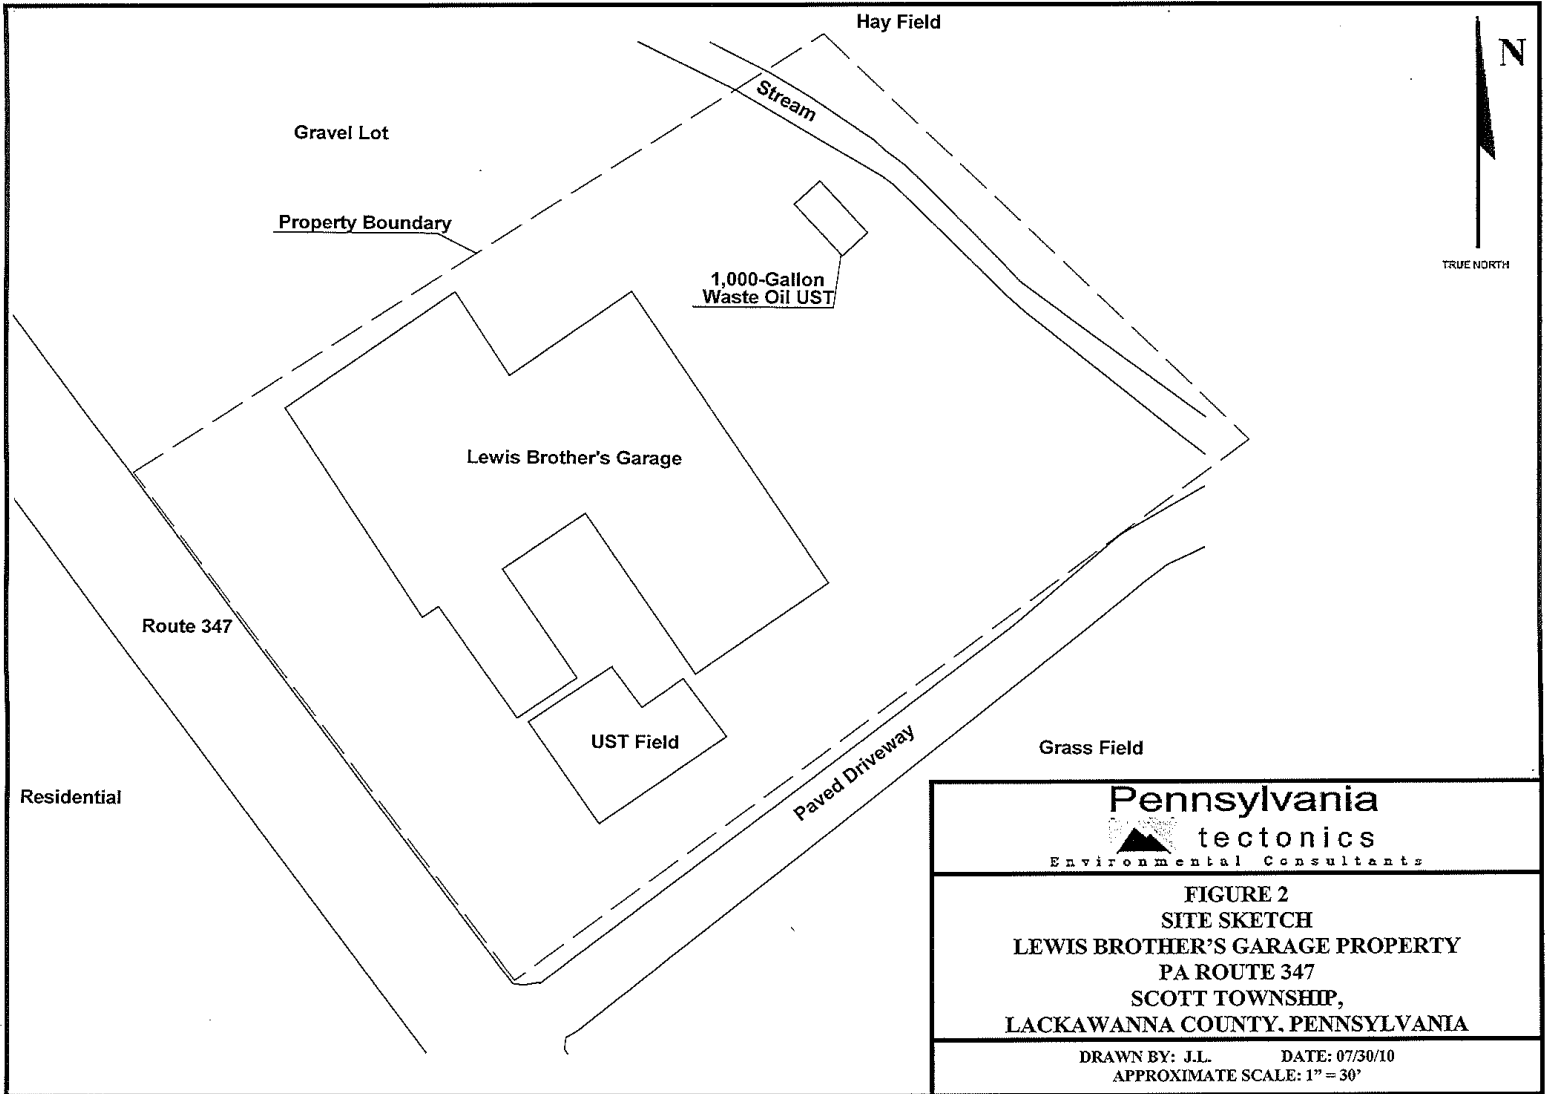 Hay Field
N
Stream
Gravel Lot
Property Boundary
TRUE NORTH
1,000-Gallon
Waste Oil UST
Lewis Brother's Garage
Route 347
UST Field
Paved Driveway
Grass Field
Residential
Pennsylvania
tectonics
Environmental Consultants
FIGURE 2
SITE SKETCH
LEWIS BROTHER'S GARAGE PROPERTY
PA ROUTE 347
SCOTT TOWNSHIP,
LACKAWANNA COUNTY, PENNSYLVANIA
DRAWN BY: J.L. DATE: 07/30/10
APPROXIMATE SCALE: 1" = 30'